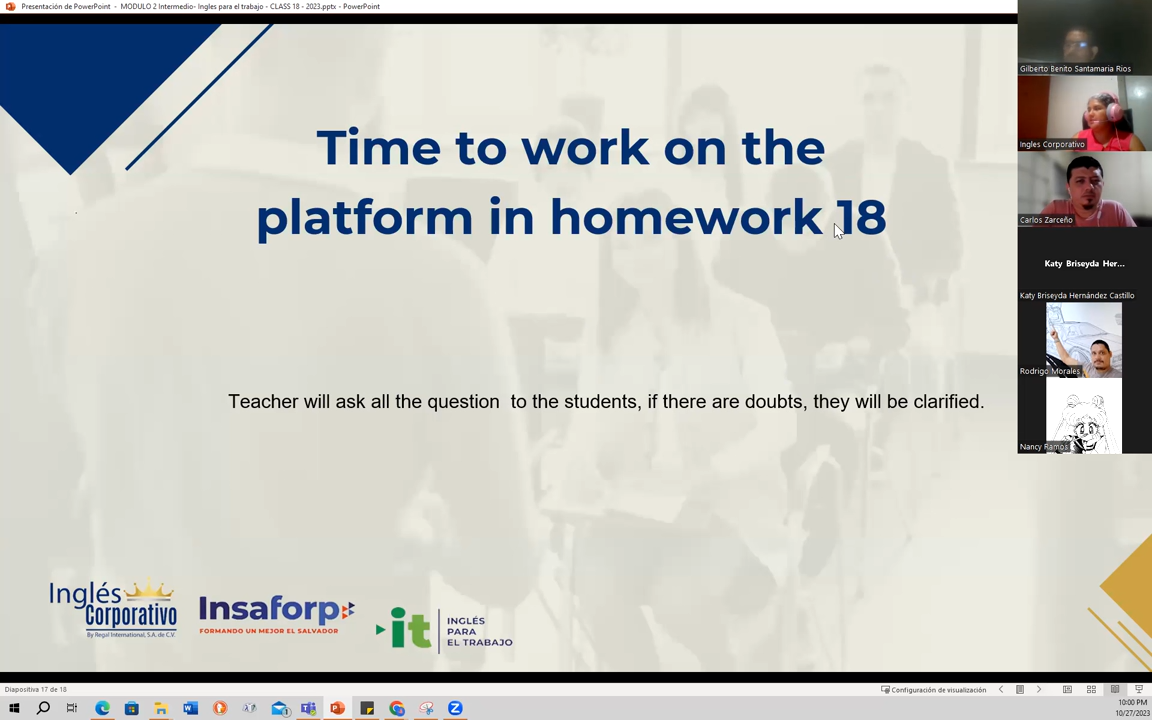 Presentación de PowerPoint - MODULO 2 Intermedio- Ingles para el trabajo - CLASS 18 - 2023.pptx - PowerPoint
Time to work on the
platform in homework 18
Teacher will ask all the question to the students, if there are doubts, they will be clarified.
Inglés
Corporativo
By Regal International, S.A. de C.V.
Insaforp
FORMANDO UN MEJOR EL SALVADOR
it
INGLÉS
PARA
EL TRABAJO
Gilberto Benito Santamaria Rios
Ingles Corporativo
Carlos Zarceño
Katy Briseyda Her...
Katy Briseyda Hernández Castillo
Rodrigo Morales
Nancy Ramos
Diapositiva 17 de 18
Configuración de visualización
10:00 PM
10/27/2023